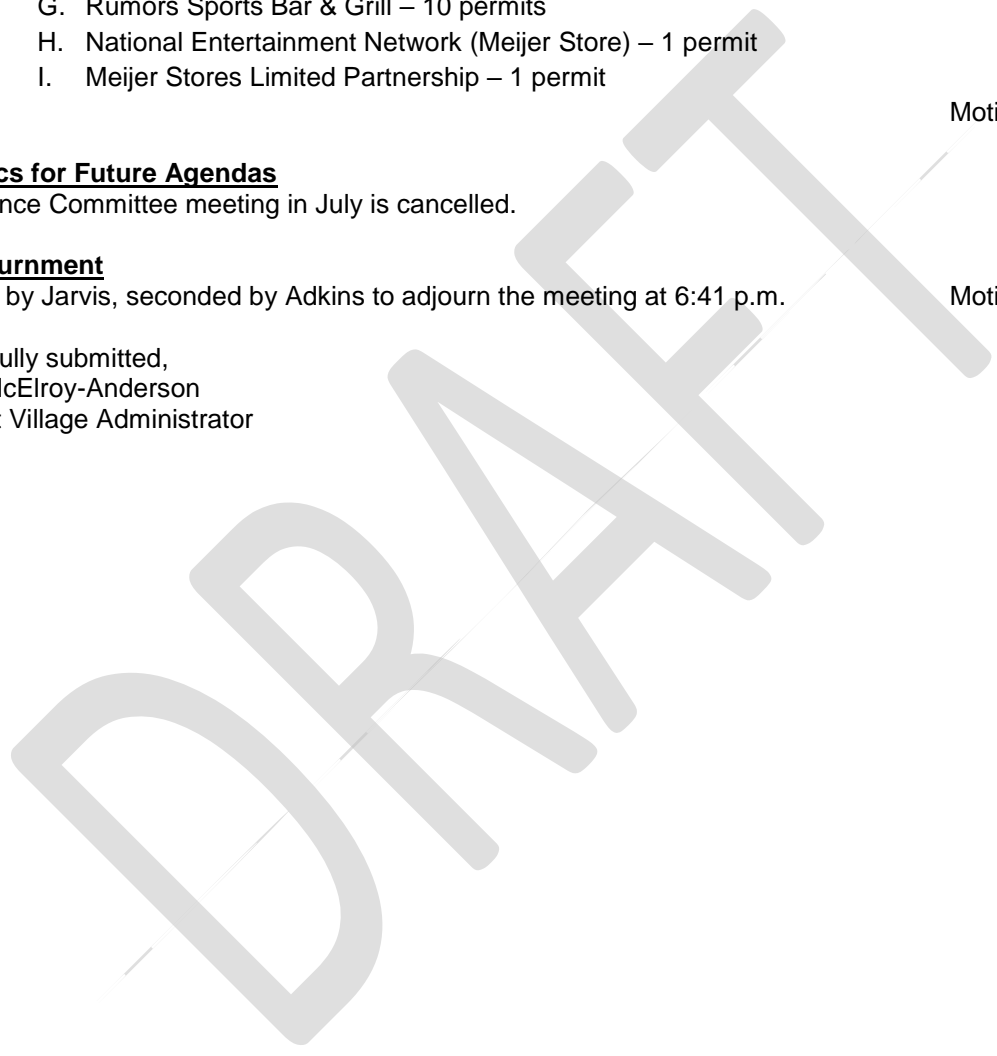 G. Rumors Sports Bar & Grill – 10 permits
H. National Entertainment Network (Meijer Store) – 1 permit
I. Meijer Stores Limited Partnership – 1 permit
Moti
cs for Future Agendas
nce Committee meeting in July is cancelled.
urnment
by Jarvis, seconded by Adkins to adjourn the meeting at 6:41 p.m. Moti
ully submitted,
McElroy-Anderson
t Village Administrator
DRAFT